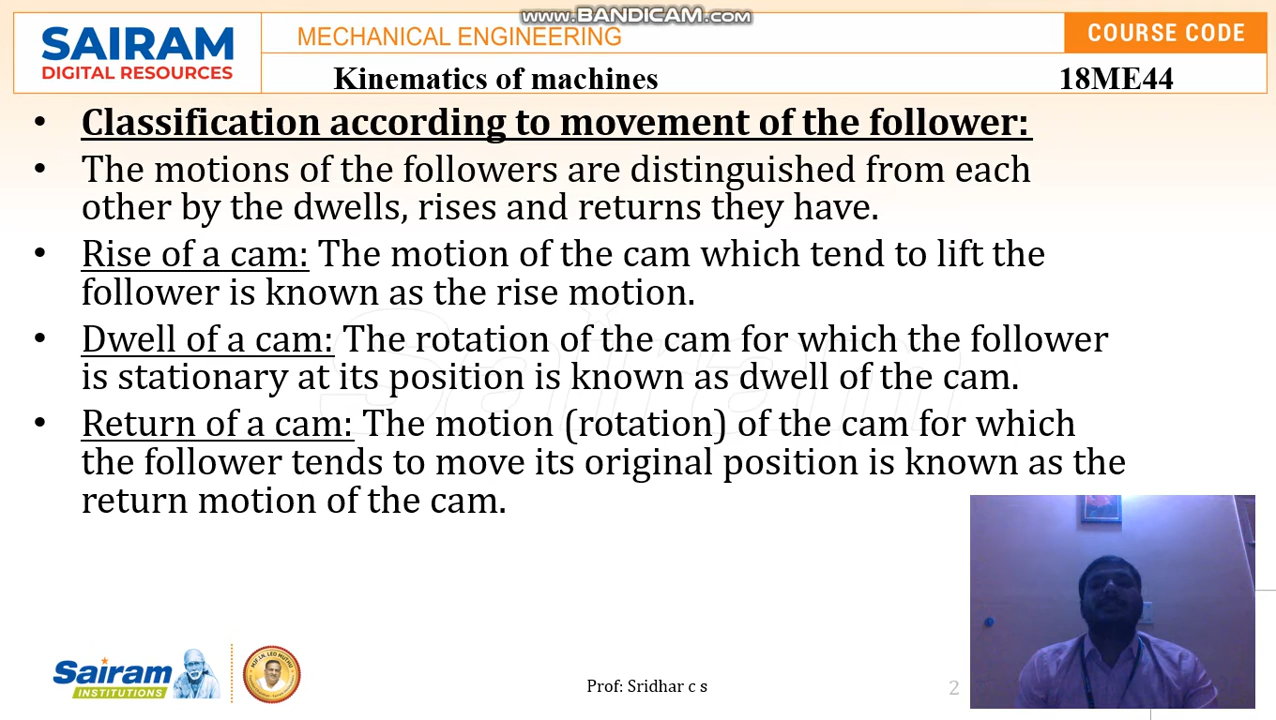 www.BANDICAM.com
SAIRAM
DIGITAL RESOURCES
MECHANICAL ENGINEERING
COURSE CODE
Kinematics of machines
18ME44
• Classification according to movement of the follower:
• The motions of the followers are distinguished from each
other by the dwells, rises and returns they have.
• Rise of a cam: The motion of the cam which tend to lift the
follower is known as the rise motion.
• Dwell of a cam: The rotation of the cam for which the follower
is stationary at its position is known as dwell of the cam.
• Return of a cam: The motion (rotation) of the cam for which
the follower tends to move its original position is known as the
return motion of the cam.
Sairam
Sairam
INSTITUTIONS
MJF. LN. LEO MUTHU
Prof: Sridhar c s
2